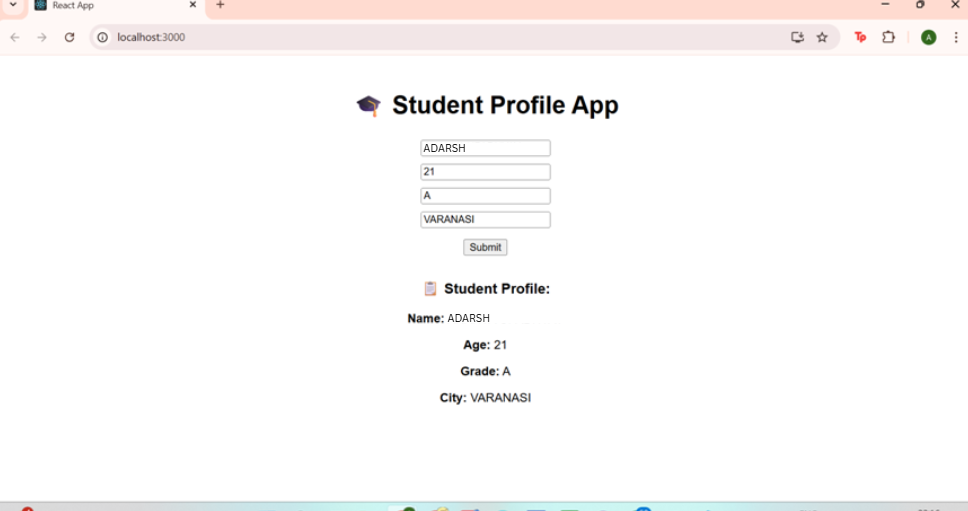 React App
localhost:3000
A
Student Profile App
ADARSH
21
A
VARANASI
Submit
Student Profile:
Name: ADARSH
Age: 21
Grade: A
City: VARANASI